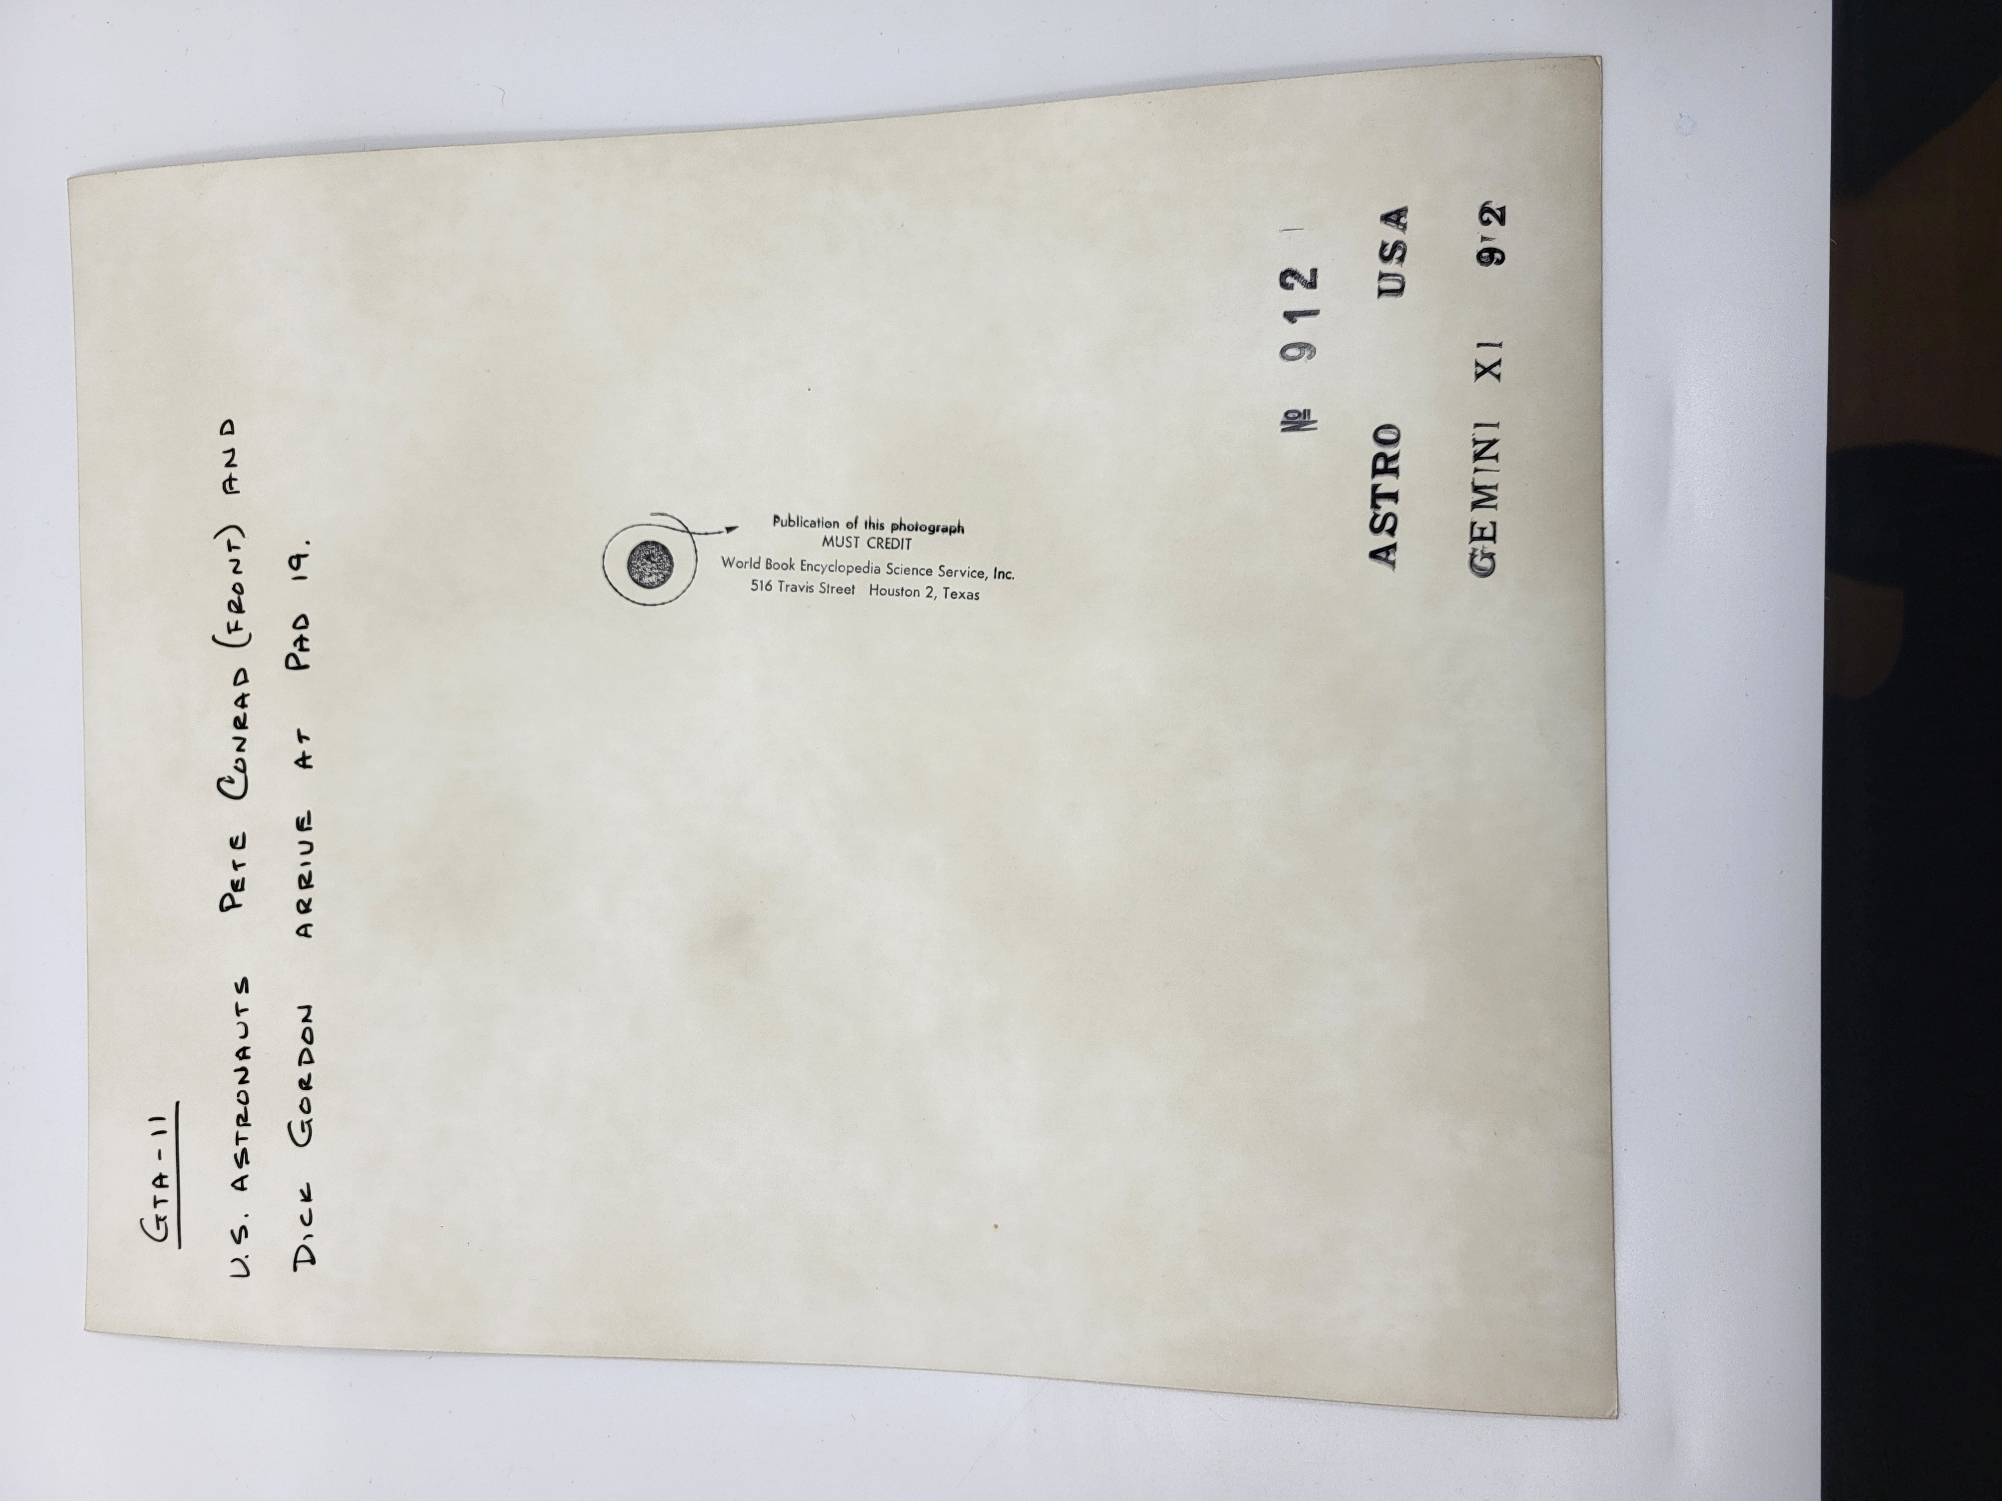 GTA-11
U.S. ASTRONAUTS PETE CONRAD (FRONT) AND
DICK GORDON ARRIVE AT PAD 19.
Publication of this photograph
MUST CREDIT
World Book Encyclopedia Science Service, Inc.
516 Travis Street Houston 2, Texas
№ 912
ASTRO USA
GEMINI XI 9'2